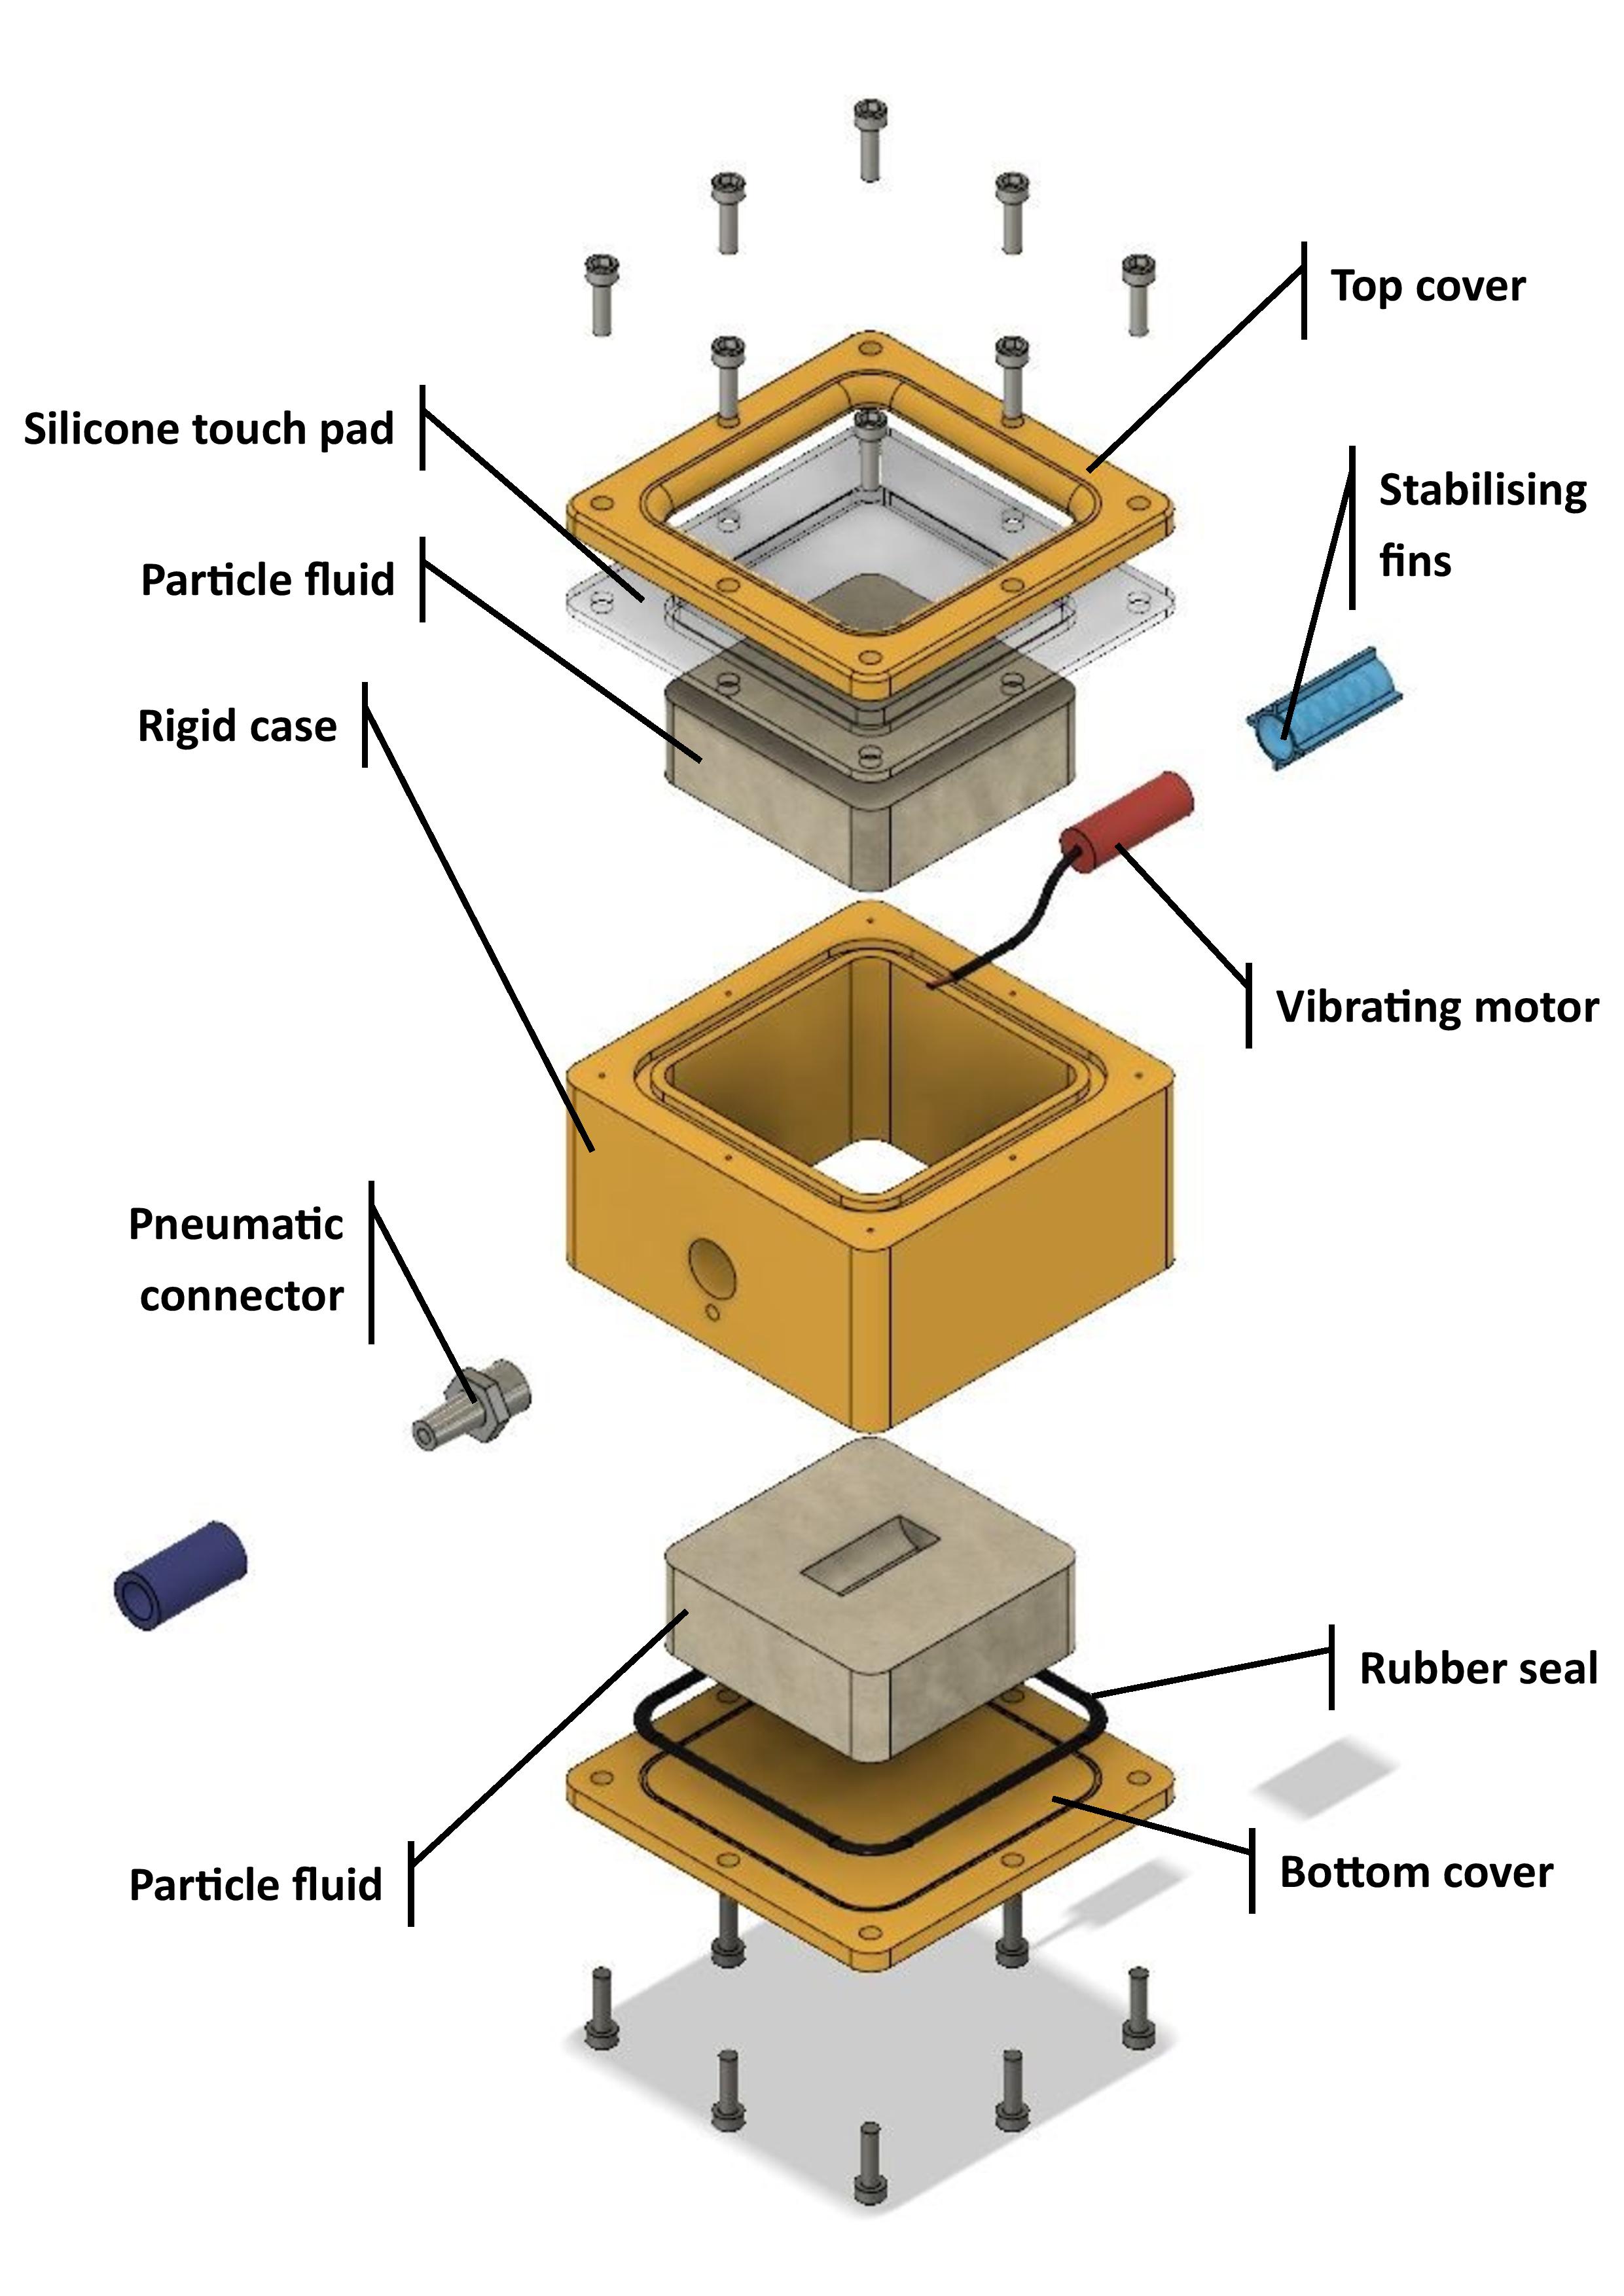 Top cover
Silicone touch pad
Stabilising
fins
Particle fluid
Rigid case
Vibrating motor
Pneumatic
connector
Rubber seal
Particle fluid
Bottom cover